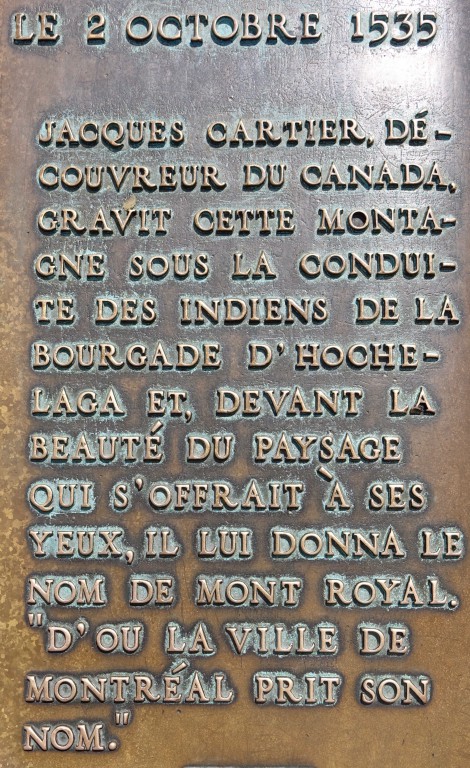 LE 2 OCTOBRE 1535
JACQUES CARTIER, DÉ-
COUVREUR DU CANADA,
GRAVIT CETTE MONTA-
GNE SOUS LA CONDUI-
TE DES INDIENS DE LA
BOURGADE D'HOCHE-
LAGA ET, DEVANT LA
BEAUTÉ DU PAYSAGE
QUI S'OFFRAIT À SES
YEUX, IL LUI DONNA LE
NOM DE MONT ROYAL.
"D'OU LA VILLE DE
MONTRÉAL PRIT SON
NOM."